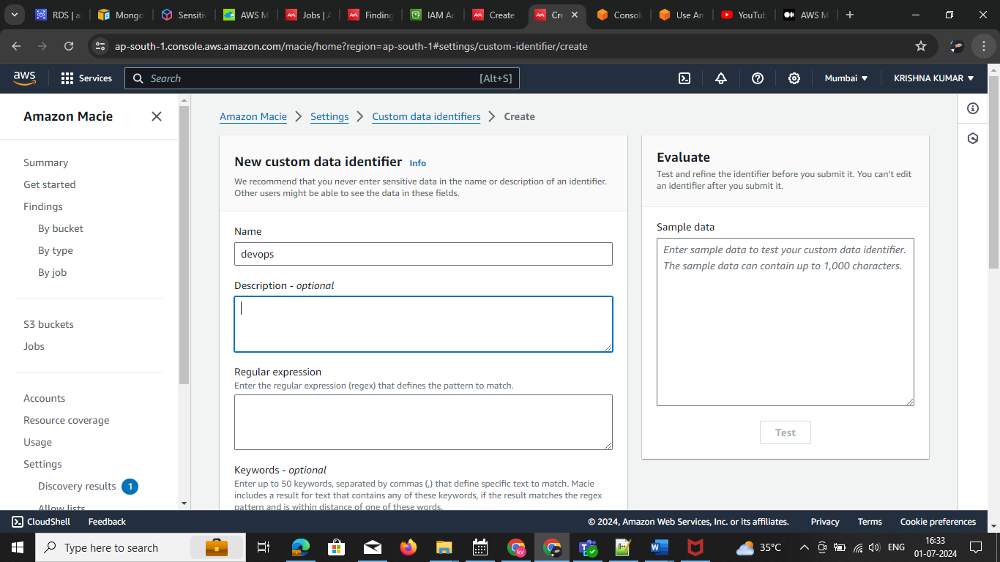 RDS | a
Mongo
Sensitiv
AWS M
Jobs | A
Finding
IAM Ac
Create
Cre
Consol
Use Am
YouTub
AWS M
ap-south-1.console.aws.amazon.com/macie/home?region=ap-south-1#settings/custom-identifier/create
aws
Services
Search
[Alt+S]
Mumbai
KRISHNA KUMAR
Amazon Macie
Summary
Get started
Findings
By bucket
By type
By job
S3 buckets
Jobs
Accounts
Resource coverage
Usage
Settings
Discovery results 1
Allow lists
Amazon Macie > Settings > Custom data identifiers > Create
New custom data identifier Info
We recommend that you never enter sensitive data in the name or description of an identifier.
Other users might be able to see the data in these fields.
Name
devops
Description - optional
Regular expression
Enter the regular expression (regex) that defines the pattern to match.
Keywords - optional
Enter up to 50 keywords, separated by commas (,) that define specific text to match. Macie
includes a result for text that contains any of these keywords, if the result matches the regex
pattern and is within distance of one of these words.
Evaluate
Test and refine the identifier before you submit it. You can't edit
an identifier after you submit it.
Sample data
Enter sample data to test your custom data identifier.
The sample data can contain up to 1,000 characters.
Test
CloudShell
Feedback
© 2024, Amazon Web Services, Inc. or its affiliates.
Privacy
Terms
Cookie preferences
Type here to search
kv
35°C
ENG
16:33
01-07-2024